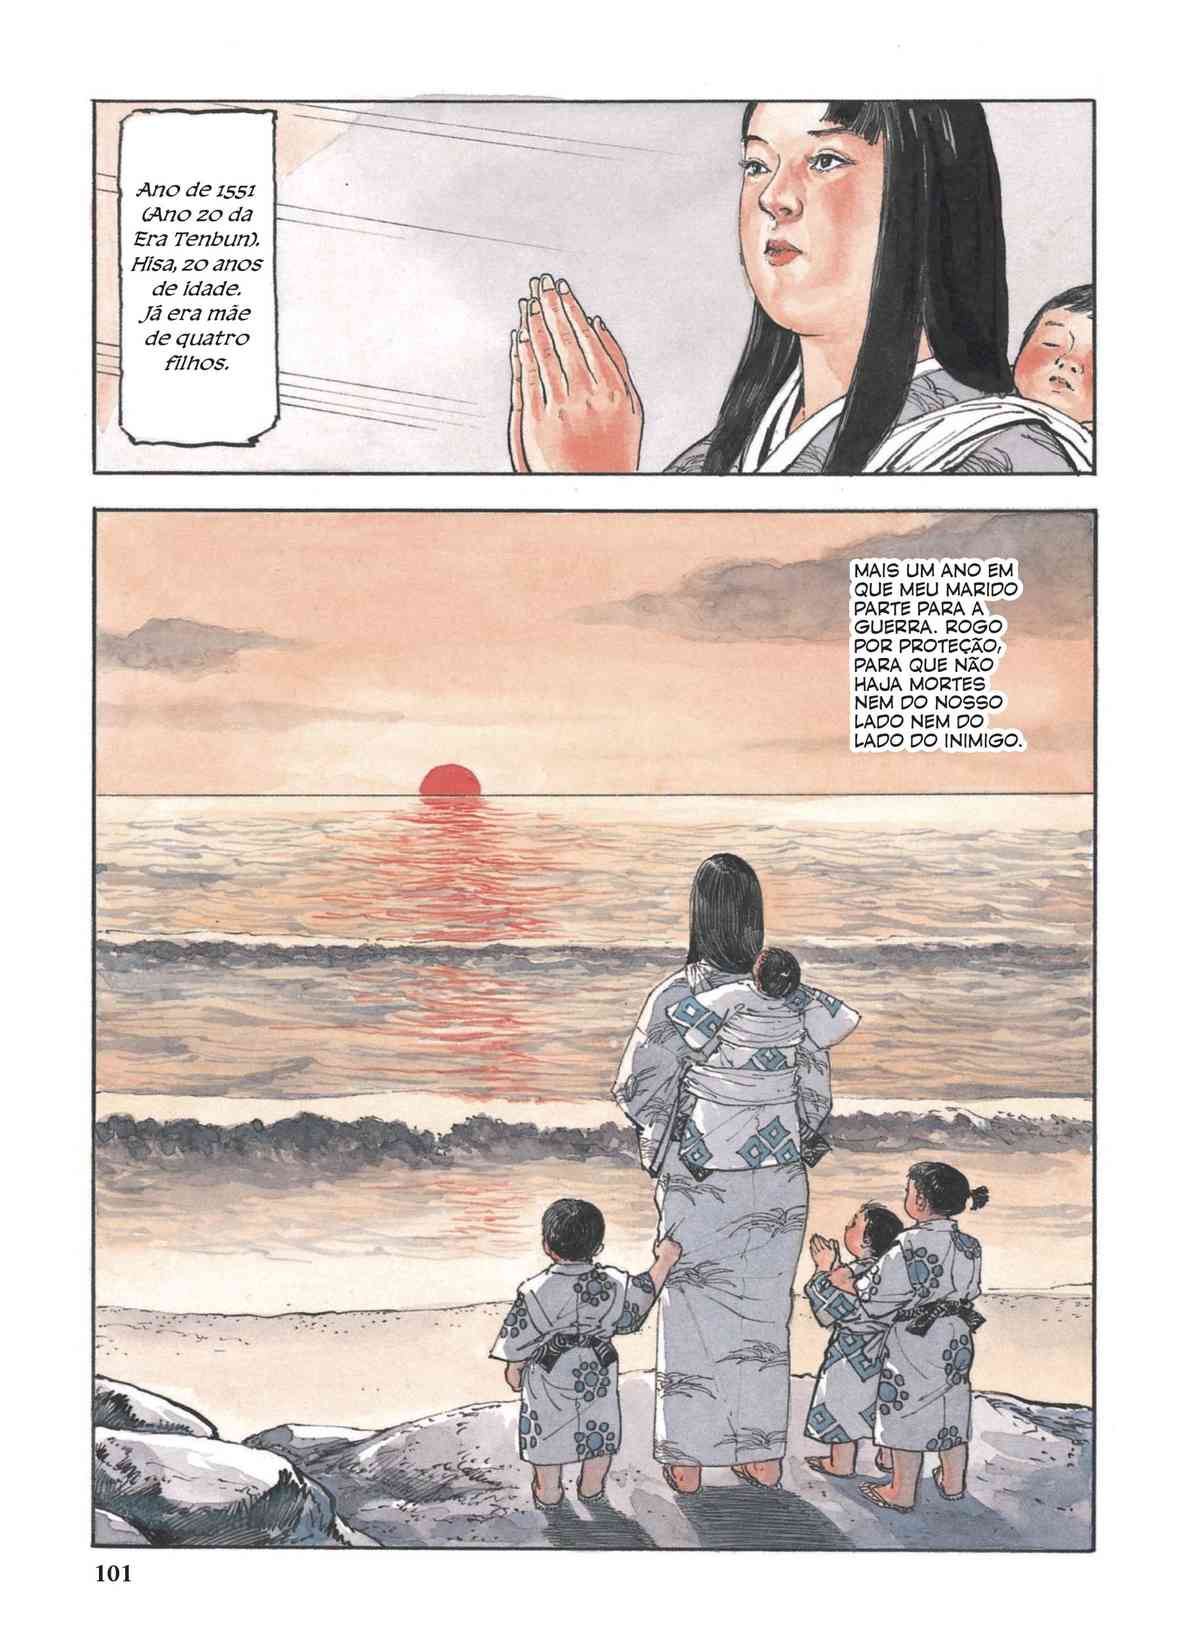 Ano de 1551
(Ano 20 da
Era Tenbun).
Hisa, 20 anos
de idade.
Já era mãe
de quatro
filhos.
MAIS UM ANO EM
QUE MEU MARIDO
PARTE PARA A
GUERRA. ROGO
POR PROTEÇÃO,
PARA QUE NÃO
HAJA MORTES
NEM DO NOSSO
LADO NEM DO
LADO DO INIMIGO.
101